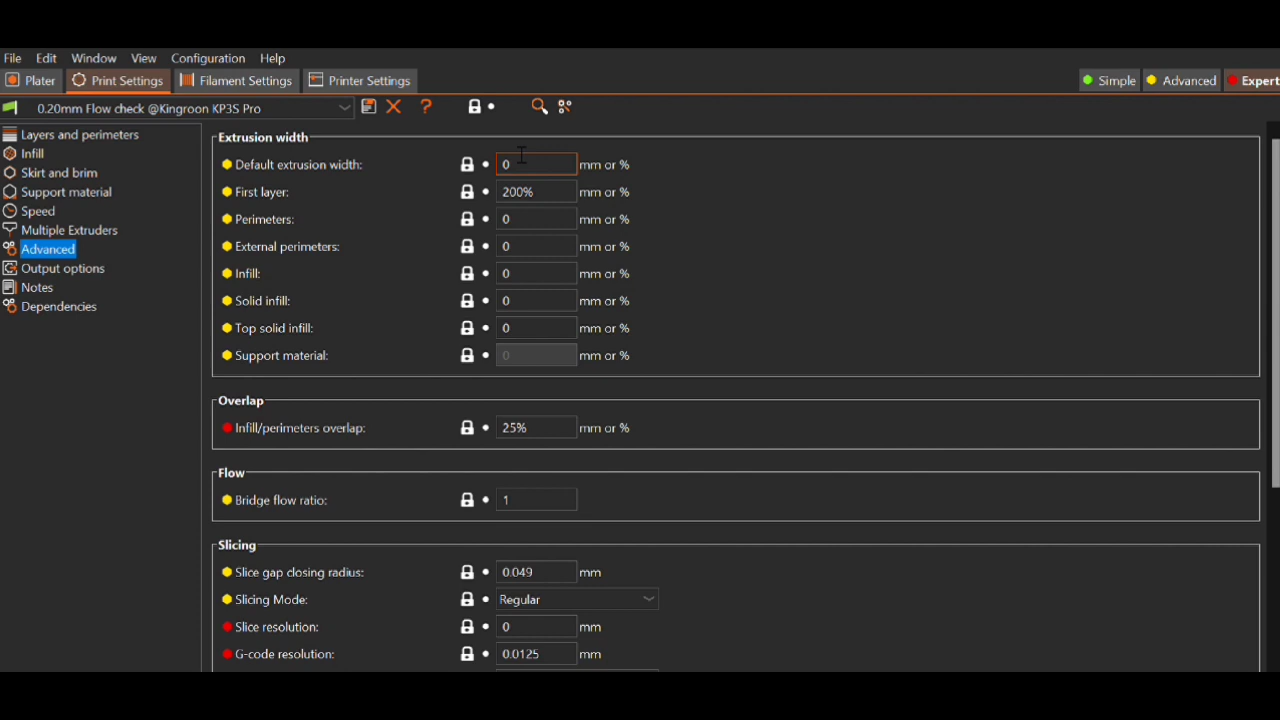 File Edit Window View Configuration Help
Plater Print Settings Filament Settings Printer Settings Simple Advanced Expert
0.20mm Flow check @Kingroon KP3S Pro
Layers and perimeters
Infill
Skirt and brim
Support material
Speed
Multiple Extruders
Advanced
Output options
Notes
Dependencies
Extrusion width
Default extrusion width: 0 mm or %
First layer: 200% mm or %
Perimeters: 0 mm or %
External perimeters: 0 mm or %
Infill: 0 mm or %
Solid infill: 0 mm or %
Top solid infill: 0 mm or %
Support material: 0 mm or %
Overlap
Infill/perimeters overlap: 25% mm or %
Flow
Bridge flow ratio: 1
Slicing
Slice gap closing radius: 0.049 mm
Slicing Mode: Regular
Slice resolution: 0 mm
G-code resolution: 0.0125 mm